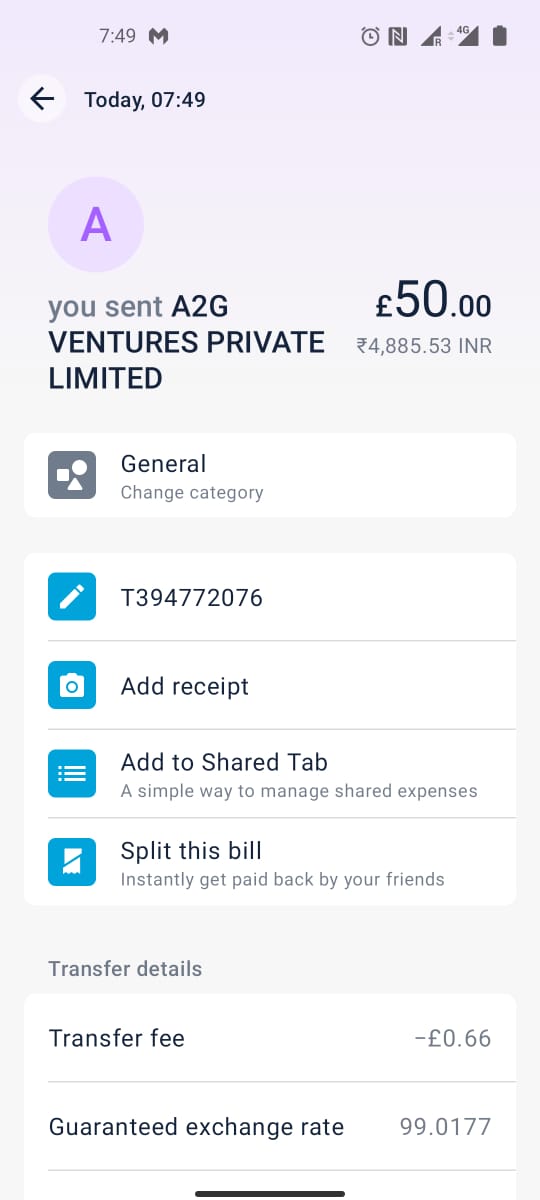 7:49
R 4G
Today, 07:49
A
you sent A2G
VENTURES PRIVATE
LIMITED
£50.00
₹4,885.53 INR
General
Change category
T394772076
Add receipt
Add to Shared Tab
A simple way to manage shared expenses
Split this bill
Instantly get paid back by your friends
Transfer details
Transfer fee −£0.66
Guaranteed exchange rate 99.0177